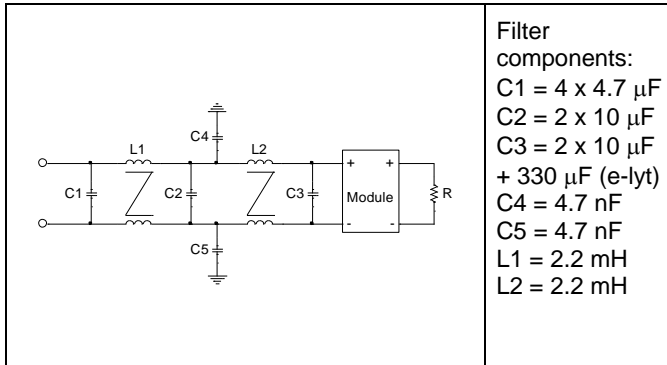 C4
L1
L2
+
+
C1
C2
C3
Module
R
-
-
C5
Filter
components:
C1 = 4 x 4.7 μF
C2 = 2 x 10 μF
C3 = 2 x 10 μF
+ 330 μF (e-lyt)
C4 = 4.7 nF
C5 = 4.7 nF
L1 = 2.2 mH
L2 = 2.2 mH